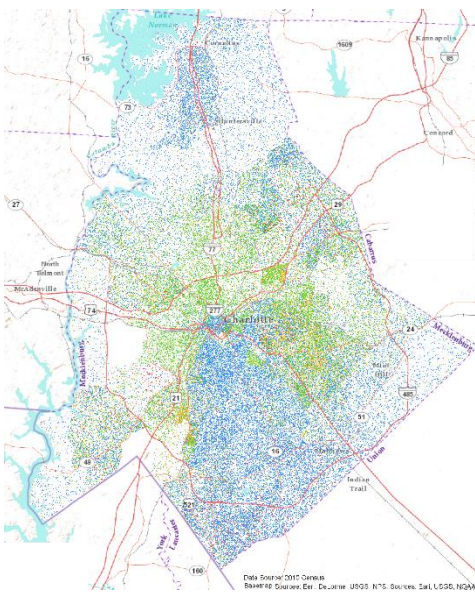 Lake
Norman
Cornelius
Kannapolis
16
1609
85
73
Huntersville
Concord
27
29
Cabarrus
77
North
Belmont
McAdenville
74
277
Charlotte
24
Mecklenburg
Mecklenburg
Mint
Hill
21
485
51
49
16
Matthews
Union
Indian
Trail
521
York
Lancaster
160
Data Source: 2010 Census
Basemap Sources: Esri, DeLorme, USGS, NPS, Sources: Esri, USGS, NOAA